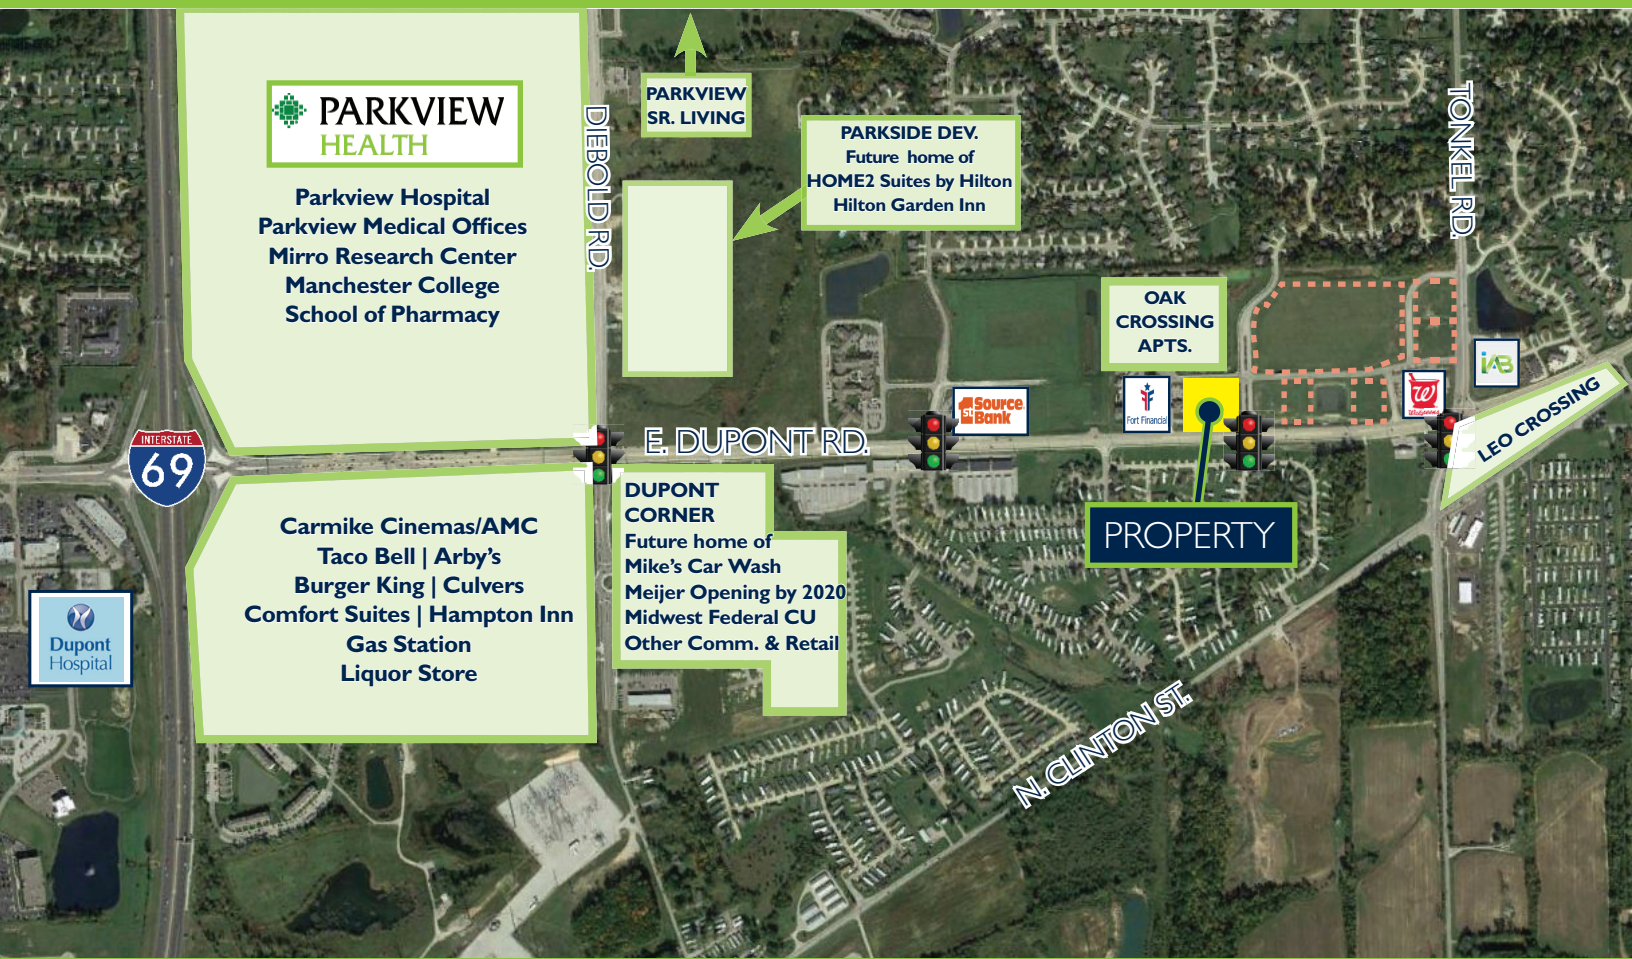 PARKVIEW
HEALTH
Parkview Hospital
Parkview Medical Offices
Mirro Research Center
Manchester College
School of Pharmacy
DIEBOLD RD.
PARKVIEW
SR. LIVING
PARKSIDE DEV.
Future home of
HOME2 Suites by Hilton
Hilton Garden Inn
TONKEL RD.
OAK
CROSSING
APTS.
1st Source
Bank
Fort Financial
W
Walgreens
iAB
LEO CROSSING
E. DUPONT RD.
INTERSTATE
69
PROPERTY
DUPONT
CORNER
Future home of
Mike's Car Wash
Meijer Opening by 2020
Midwest Federal CU
Other Comm. & Retail
Carmike Cinemas/AMC
Taco Bell | Arby's
Burger King | Culvers
Comfort Suites | Hampton Inn
Gas Station
Liquor Store
Dupont
Hospital
N. CLINTON ST.